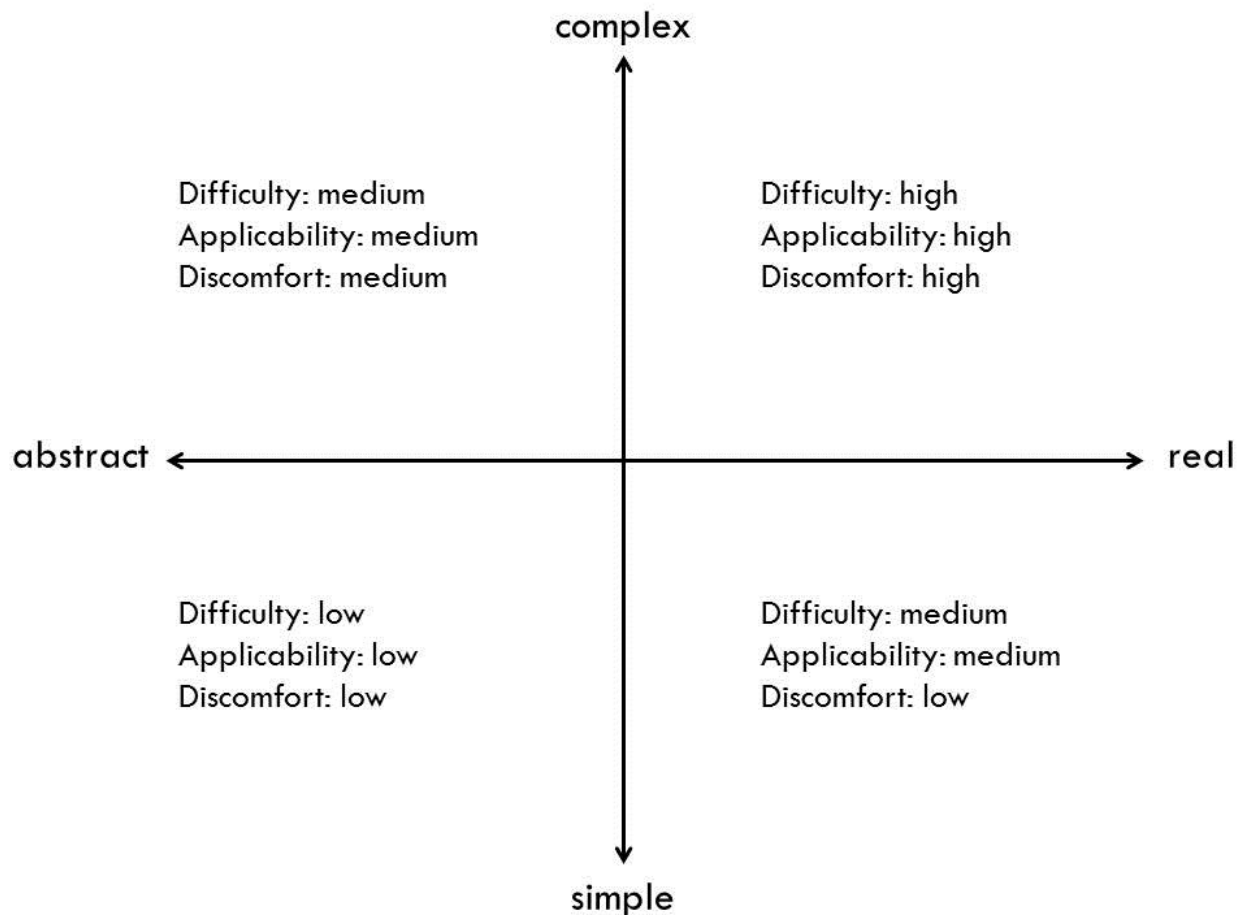 complex
Difficulty: medium
Applicability: medium
Discomfort: medium
Difficulty: high
Applicability: high
Discomfort: high
abstract
real
Difficulty: low
Applicability: low
Discomfort: low
Difficulty: medium
Applicability: medium
Discomfort: low
simple